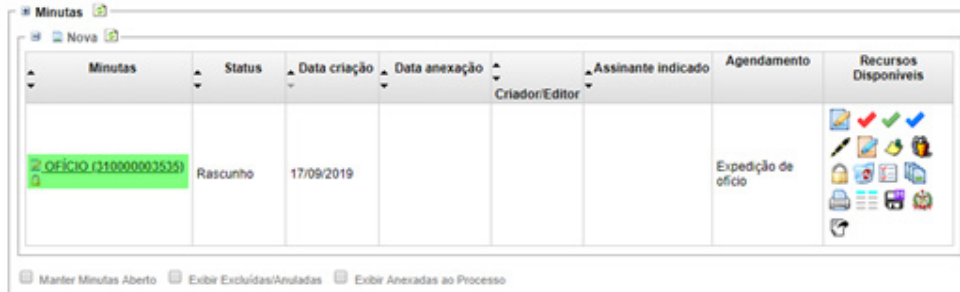 Minutas
Nova
Minutas Status Data criação Data anexação Criador/Editor Assinante indicado Agendamento Recursos Disponíveis
OFÍCIO (310000003535) Rascunho 17/09/2019 Expedição de ofício
Manter Minutas Aberto Exibir Excluídas/Anuladas Exibir Anexadas ao Processo